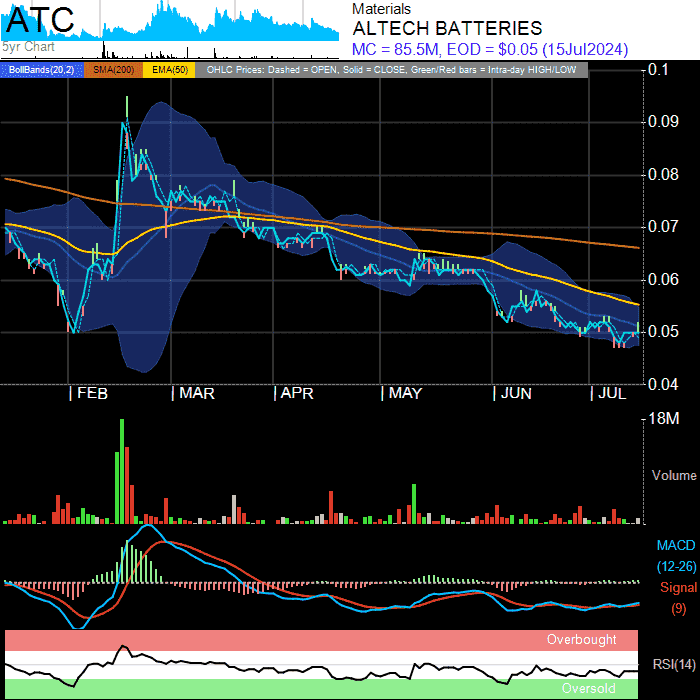 ATC
5yr Chart
Materials
ALTECH BATTERIES
MC = 85.5M, EOD = $0.05 (15Jul2024)
BollBands(20,2) SMA(200) EMA(50) OHLC Prices: Dashed = OPEN, Solid = CLOSE, Green/Red bars = Intra-day HIGH/LOW
0.1
0.09
0.08
0.07
0.06
0.05
0.04
FEB MAR APR MAY JUN JUL
18M
Volume
MACD
(12-26)
Signal
(9)
Overbought
RSI(14)
Oversold